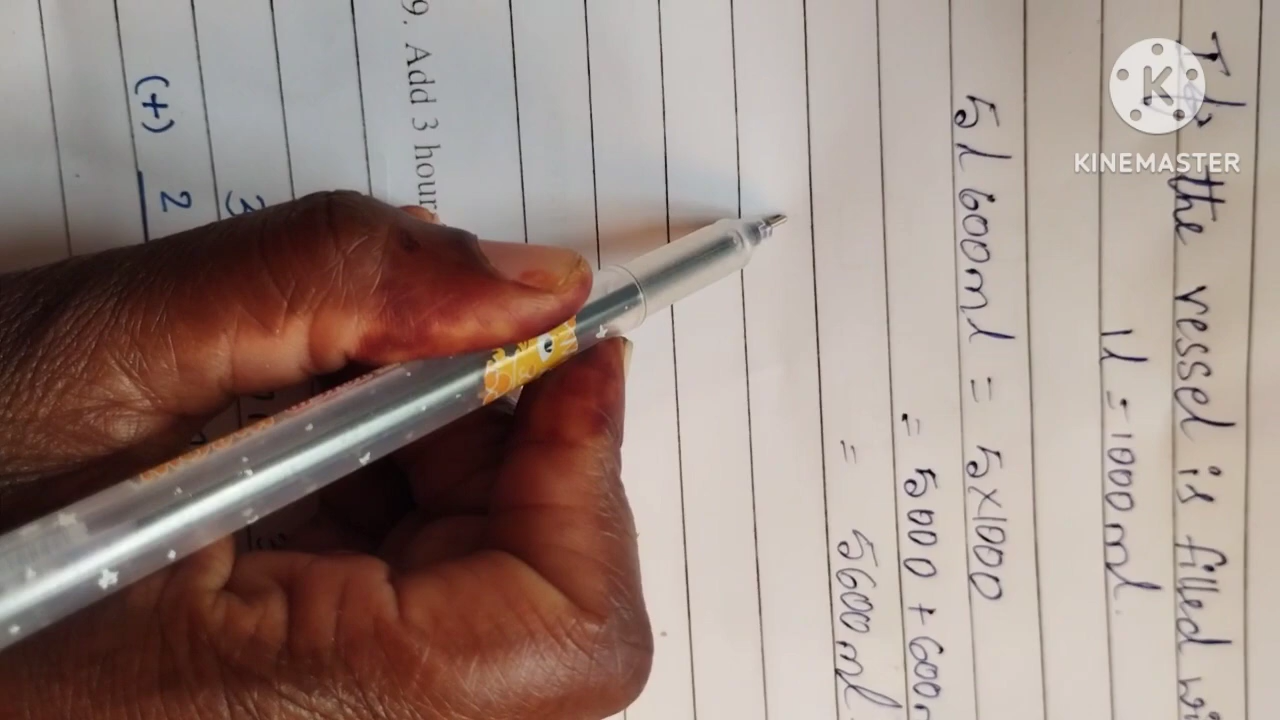 KINEMASTER
the vessel is filled
1l = 1000ml.
5l 600ml = 5×1000
= 5000 + 600
= 5600ml
9. Add 3 hour
3
(+) 2